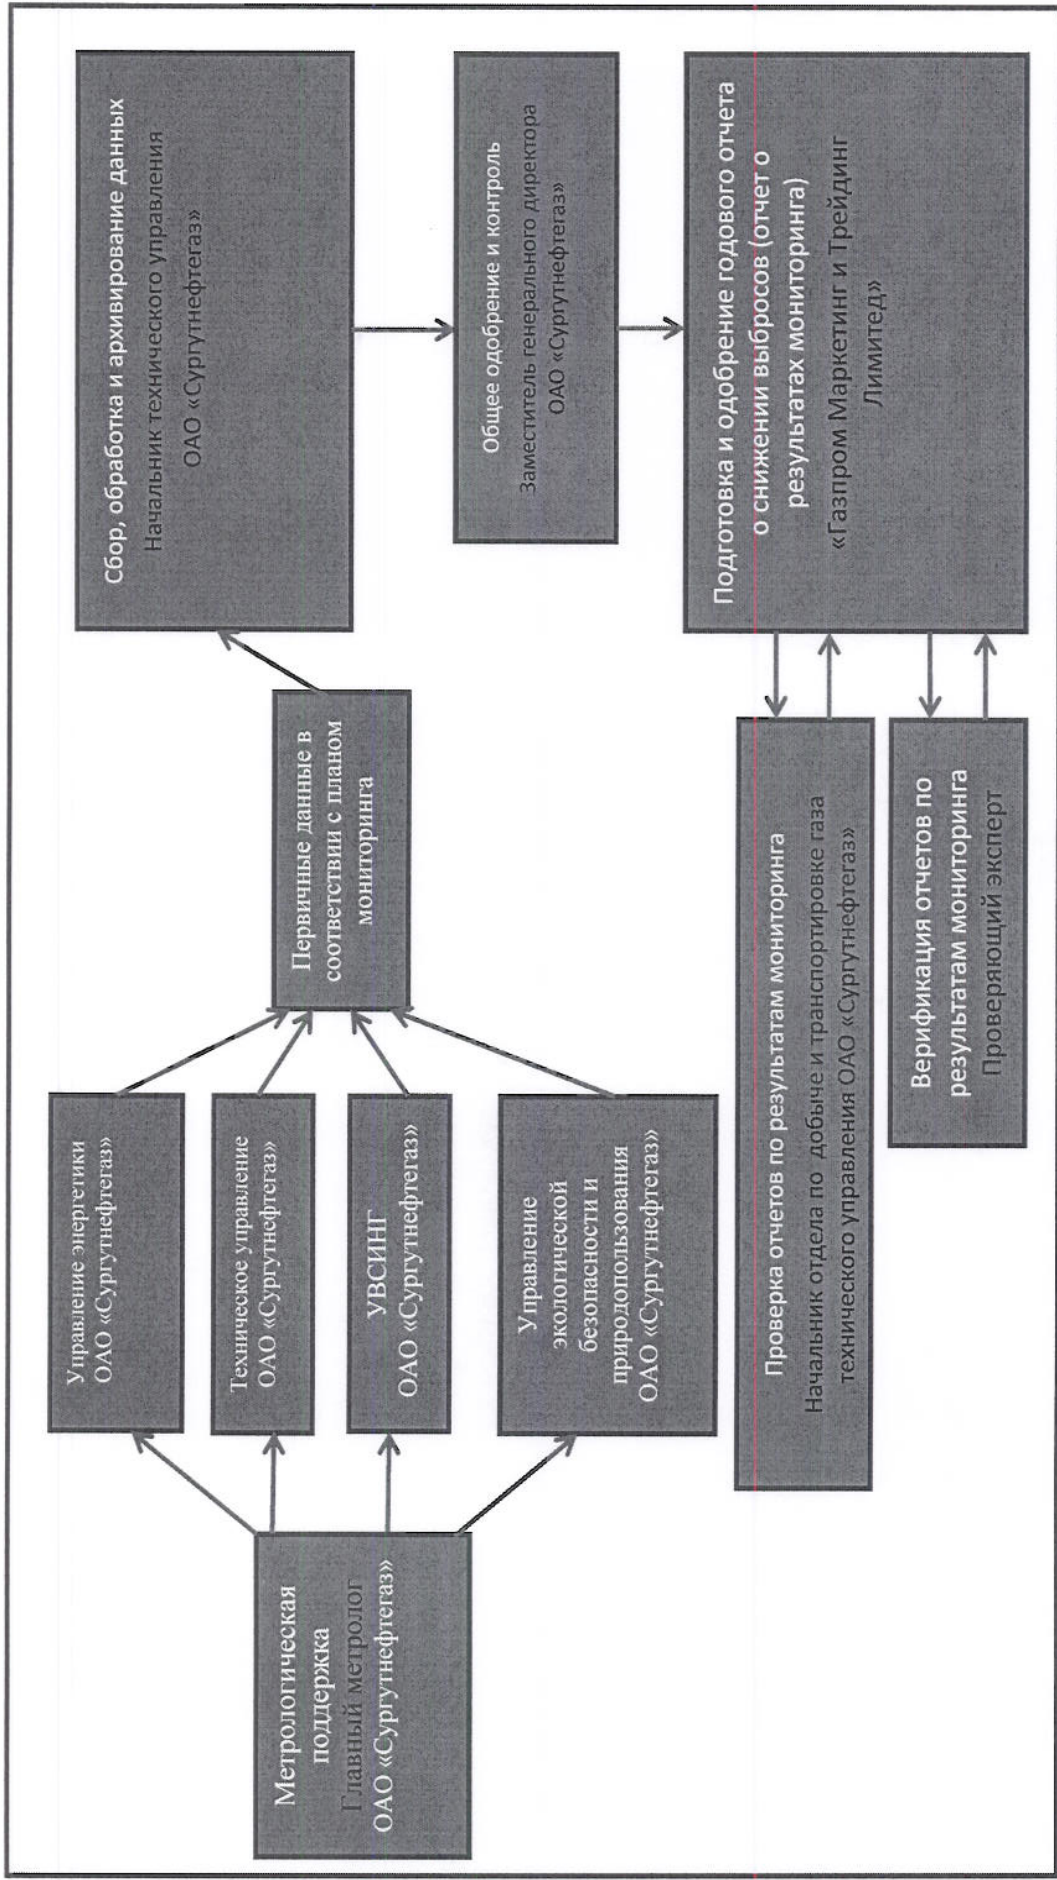 Метрологическая
поддержка
Главный метролог
ОАО «Сургутнефтегаз»
Управление энергетики
ОАО «Сургутнефтегаз»
Техническое управление
ОАО «Сургутнефтегаз»
УВСИНГ
ОАО «Сургутнефтегаз»
Управление
экологической
безопасности и
природопользования
ОАО «Сургутнефтегаз»
Первичные данные в
соответствии с планом
мониторинга
Сбор, обработка и архивирование данных
Начальник технического управления
ОАО «Сургутнефтегаз»
Общее одобрение и контроль
Заместитель генерального директора
ОАО «Сургутнефтегаз»
Подготовка и одобрение годового отчета
о снижении выбросов (отчет о
результатах мониторинга)
«Газпром Маркетинг и Трейдинг
Лимитед»
Проверка отчетов по результатам мониторинга
Начальник отдела по добыче и транспортировке газа
технического управления ОАО «Сургутнефтегаз»
Верификация отчетов по
результатам мониторинга
Проверяющий эксперт